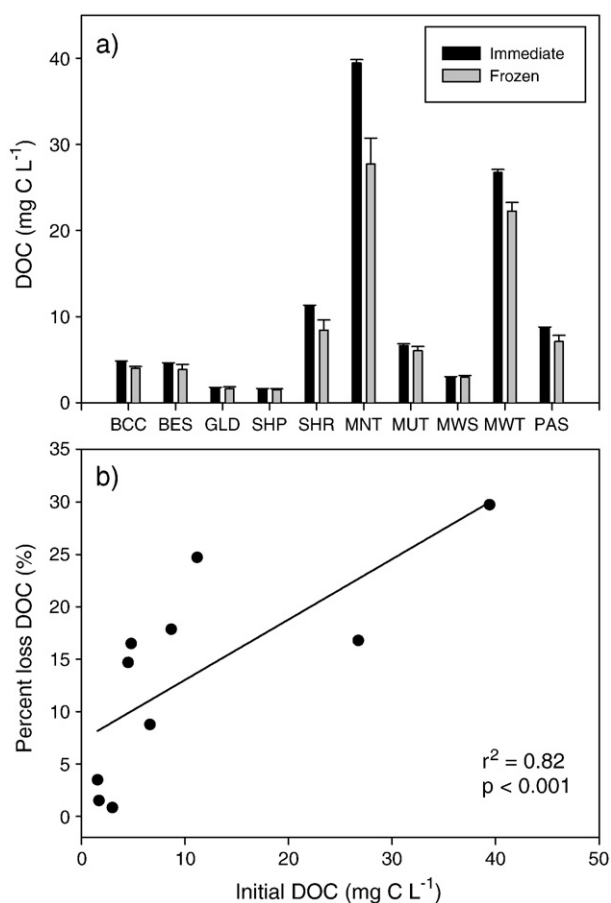 a)
Immediate
Frozen
DOC (mg C L⁻¹)
40
30
20
10
0
BCC BES GLD SHP SHR MNT MUT MWS MWT PAS
b)
Percent loss DOC (%)
35
30
25
20
15
10
5
0
r² = 0.82
p < 0.001
0 10 20 30 40 50
Initial DOC (mg C L⁻¹)